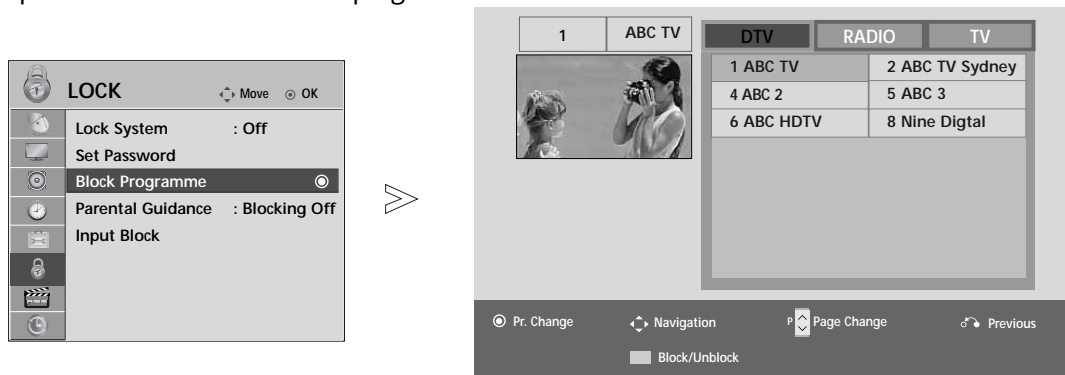 LOCK Move OK
Lock System : Off
Set Password
Block Programme
Parental Guidance : Blocking Off
Input Block
1 ABC TV
DTV RADIO TV
1 ABC TV 2 ABC TV Sydney
4 ABC 2 5 ABC 3
6 ABC HDTV 8 Nine Digtal
Pr. Change Navigation P Page Change Previous
Block/Unblock